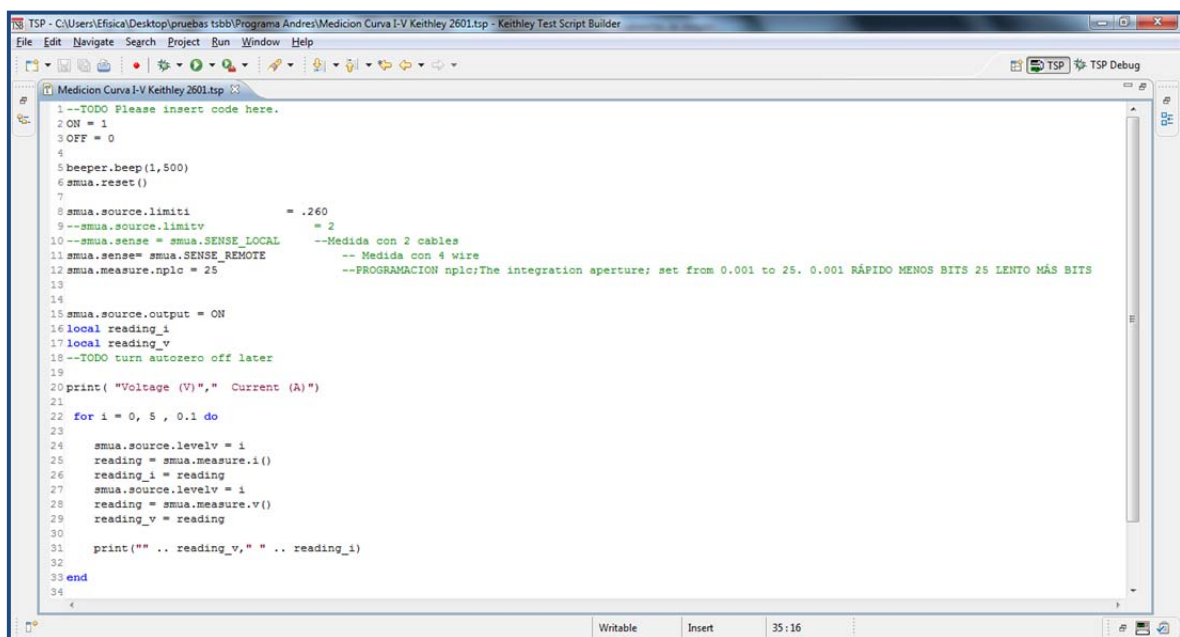 TSP - C:\Users\Efisica\Desktop\pruebas tsbb\Programa Andres\Medicion Curva I-V Keithley 2601.tsp - Keithley Test Script Builder
File Edit Navigate Search Project Run Window Help
TSP TSP Debug
Medicion Curva I-V Keithley 2601.tsp
1 --TODO Please insert code here.
2 ON = 1
3 OFF = 0
4
5 beeper.beep(1,500)
6 smua.reset()
7
8 smua.source.limiti = .260
9 --smua.source.limitv = 2
10 --smua.sense = smua.SENSE_LOCAL --Medida con 2 cables
11 smua.sense= smua.SENSE_REMOTE -- Medida con 4 wire
12 smua.measure.nplc = 25 --PROGRAMACION nplc;The integration aperture; set from 0.001 to 25. 0.001 RÁPIDO MENOS BITS 25 LENTO MÁS BITS
13
14
15 smua.source.output = ON
16 local reading_i
17 local reading_v
18 --TODO turn autozero off later
19
20 print( "Voltage (V)"," Current (A)")
21
22 for i = 0, 5 , 0.1 do
23
24 smua.source.levelv = i
25 reading = smua.measure.i()
26 reading_i = reading
27 smua.source.levelv = i
28 reading = smua.measure.v()
29 reading_v = reading
30
31 print("" .. reading_v," " .. reading_i)
32
33 end
34
Writable Insert 35 : 16